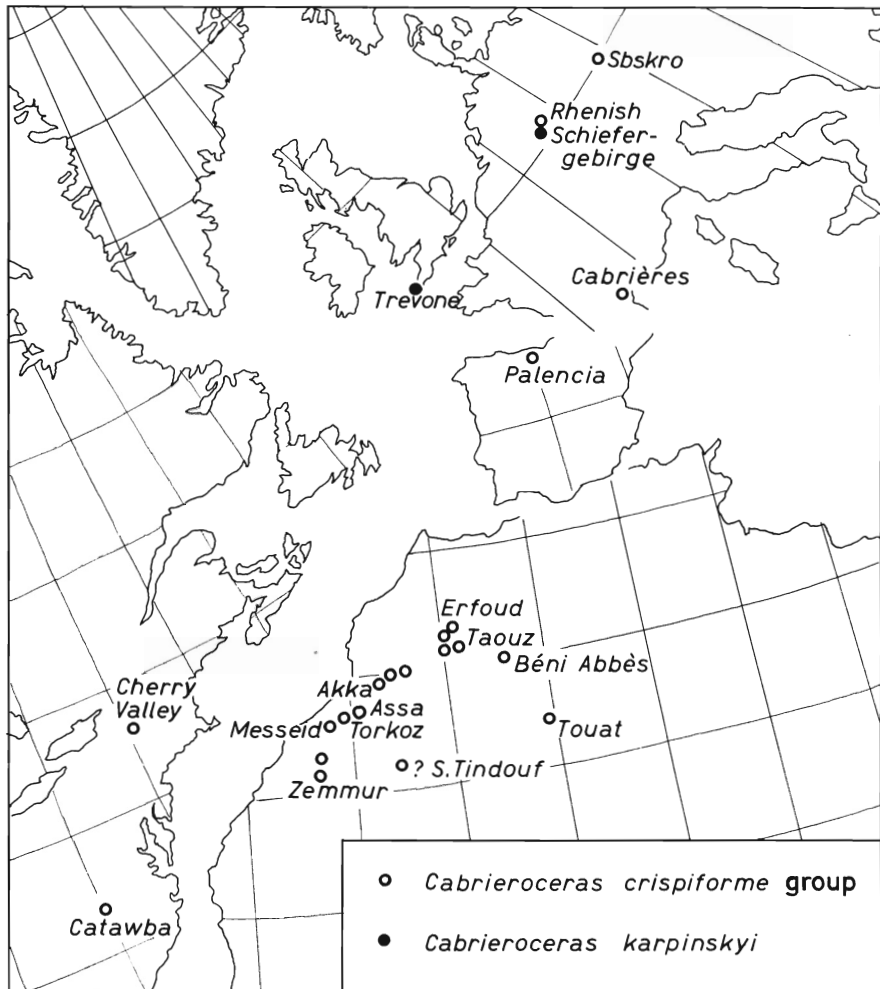 Sbskro
Rhenish
Schiefer-
gebirge
Cabrières
Trevone
Palencia
Erfoud
Taouz
Béni Abbès
Akka
Assa
Cherry
Valley
Messeid
Torkoz
Touat
? S.Tindouf
Zemmur
Catawba
Cabrieroceras crispiforme group
Cabrieroceras karpinskyi